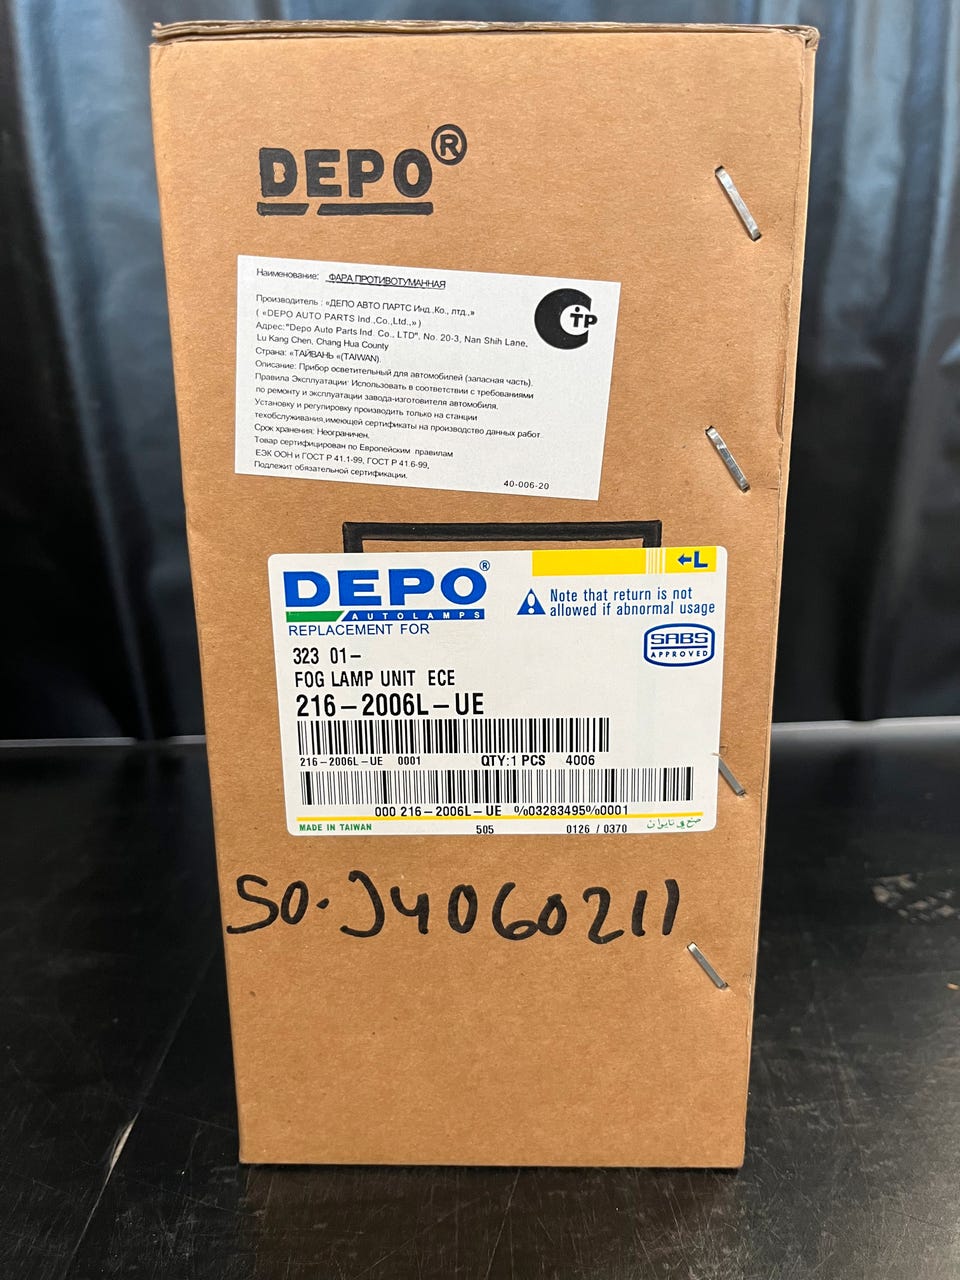 DEPO®
Наименование: ФАРА ПРОТИВОТУМАННАЯ
Производитель : «ДЕПО АВТО ПАРТС Инд.,Ко., лтд.,»
( «DEPO AUTO PARTS Ind.,Co.,Ltd.,» )
Адрес:"Depo Auto Parts Ind. Co., LTD", No. 20-3, Nan Shih Lane,
Lu Kang Chen, Chang Hua County
Страна: «ТАЙВАНЬ «(TAIWAN).
Описание: Прибор осветительный для автомобилей (запасная часть).
Правила Эксплуатации: Использовать в соответствии с требованиями
по ремонту и эксплуатации завода-изготовителя автомобиля.
Установку и регулировку производить только на станции
техобслуживания,имеющей сертификаты на производство данных работ.
Срок хранения: Неограничен.
Товар сертифицирован по Европейским правилам
ЕЭК ООН и ГОСТ Р 41.1-99, ГОСТ Р 41.6-99,
Подлежит обязательной сертификации.
40-006-20
СТР
←L
DEPO®
AUTOLAMPS
REPLACEMENT FOR
Note that return is not
allowed if abnormal usage
SABS
APPROVED
323 01-
FOG LAMP UNIT ECE
216-2006L-UE
216-2006L-UE 0001 QTY:1 PCS 4006
000 216-2006L-UE %03283495%0001
MADE IN TAIWAN 505 0126 / 0370 صنع في تايوان
SO.J4060211